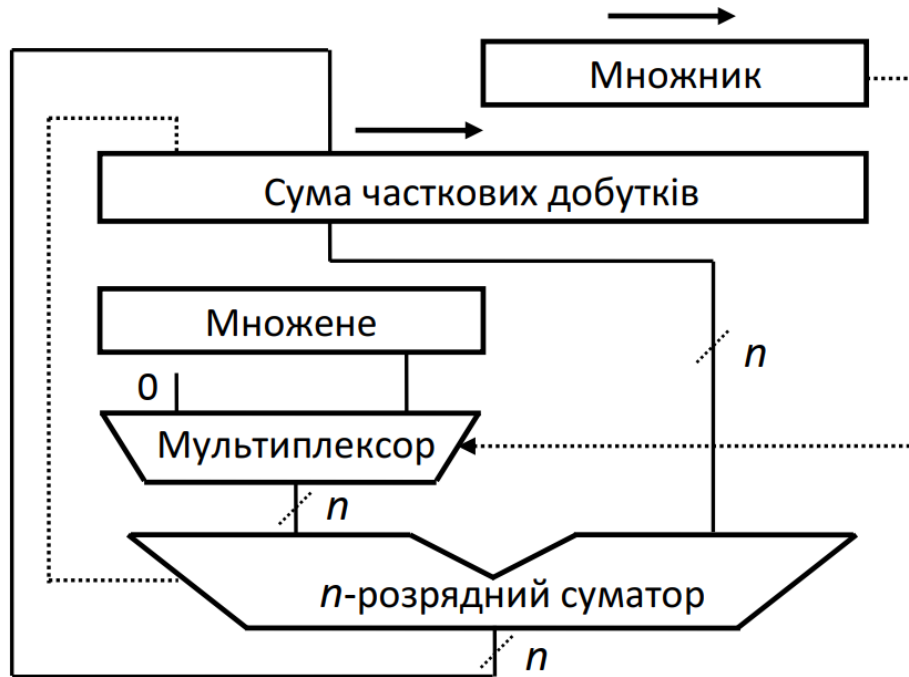 Множник
Сума часткових добутків
Множене
n
0
Мультиплексор
n
n-розрядний суматор
n